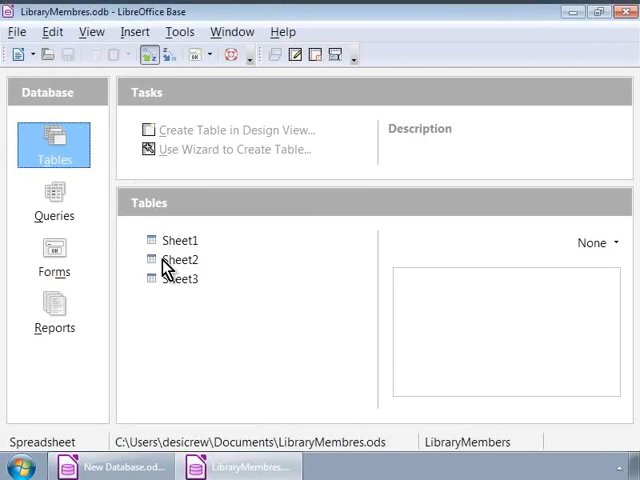 LibraryMembres.odb - LibreOffice Base
File Edit View Insert Tools Window Help
Database
Tasks
Create Table in Design View...
Use Wizard to Create Table...
Description
Tables
Queries
Forms
Reports
Tables
Sheet1
Sheet2
Sheet3
None
Spreadsheet C:\Users\desicrew\Documents\LibraryMembres.ods LibraryMembers
New Database.od... LibraryMembres....